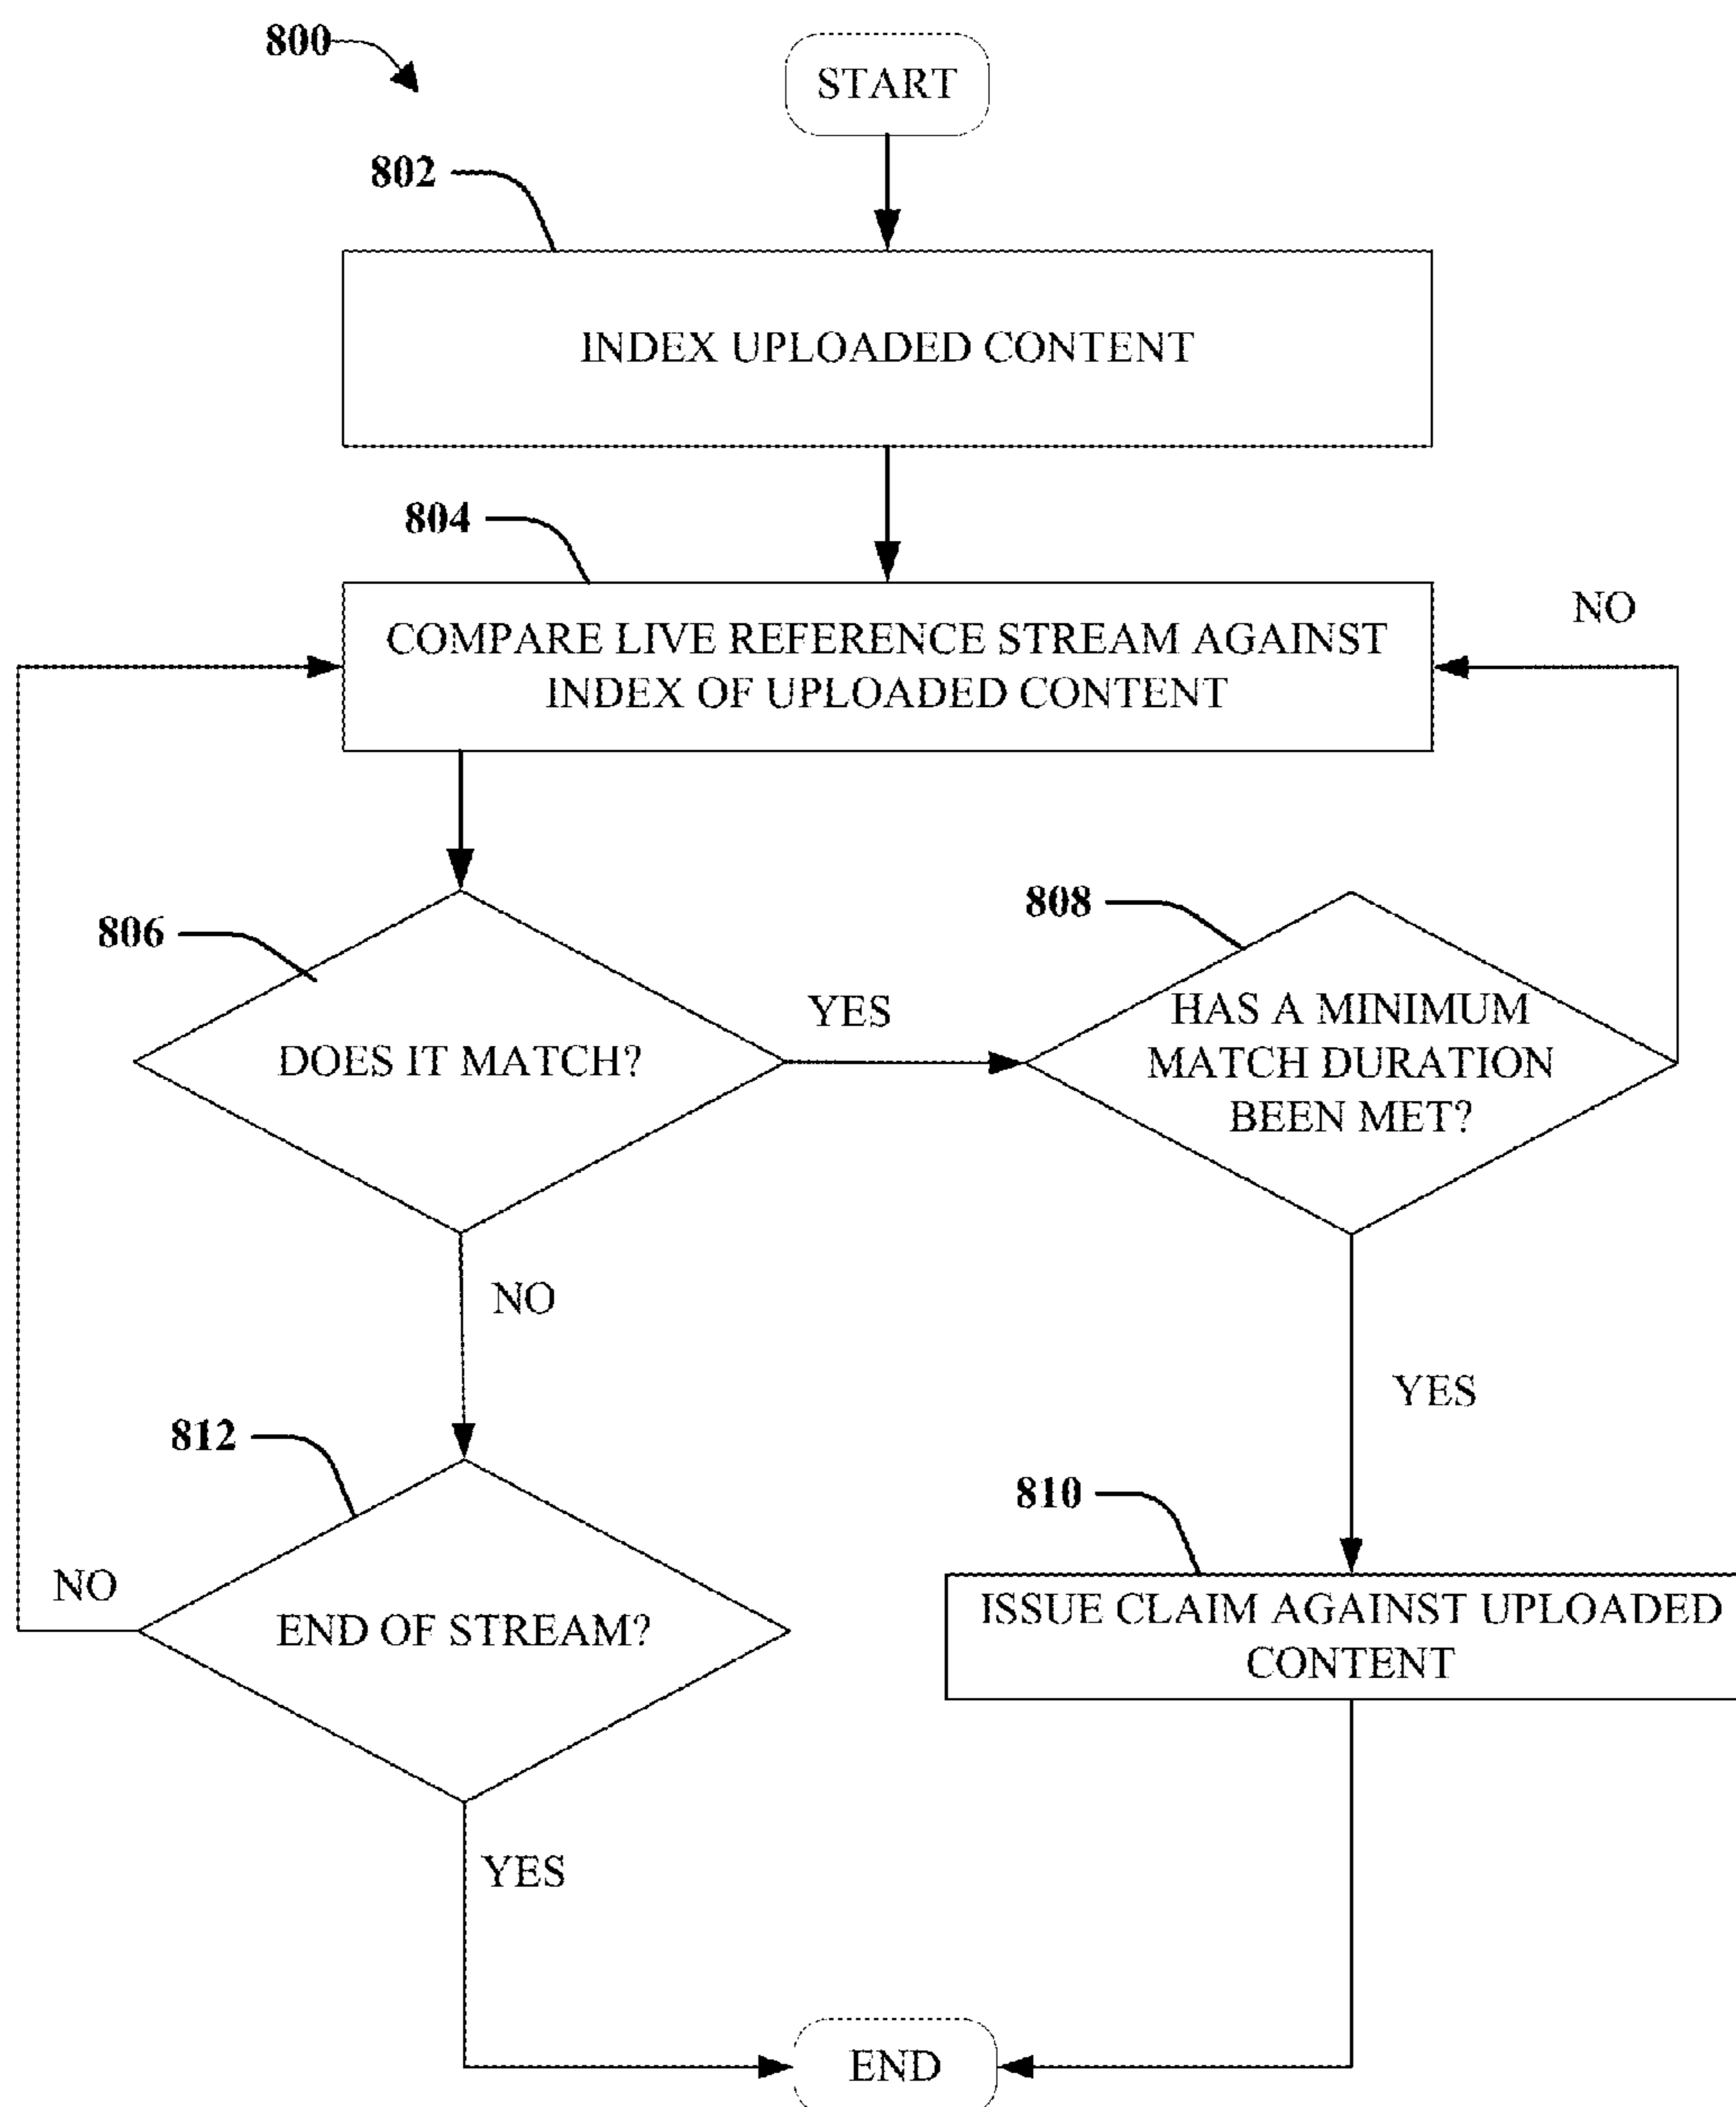 800
START
802
INDEX UPLOADED CONTENT
804
COMPARE LIVE REFERENCE STREAM AGAINST
INDEX OF UPLOADED CONTENT
NO
806
DOES IT MATCH?
YES
808
HAS A MINIMUM
MATCH DURATION
BEEN MET?
NO
YES
812
END OF STREAM?
NO
810
ISSUE CLAIM AGAINST UPLOADED
CONTENT
YES
END